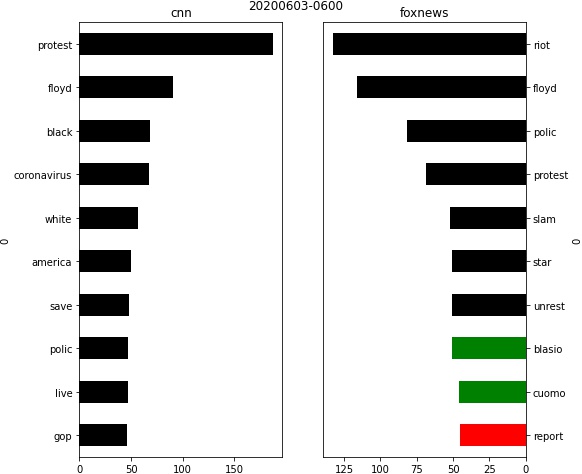 20200603-0600
cnn
foxnews
protest
floyd
black
coronavirus
white
america
save
polic
live
gop
0
0 50 100 150
riot
floyd
polic
protest
slam
star
unrest
blasio
cuomo
report
0
125 100 75 50 25 0